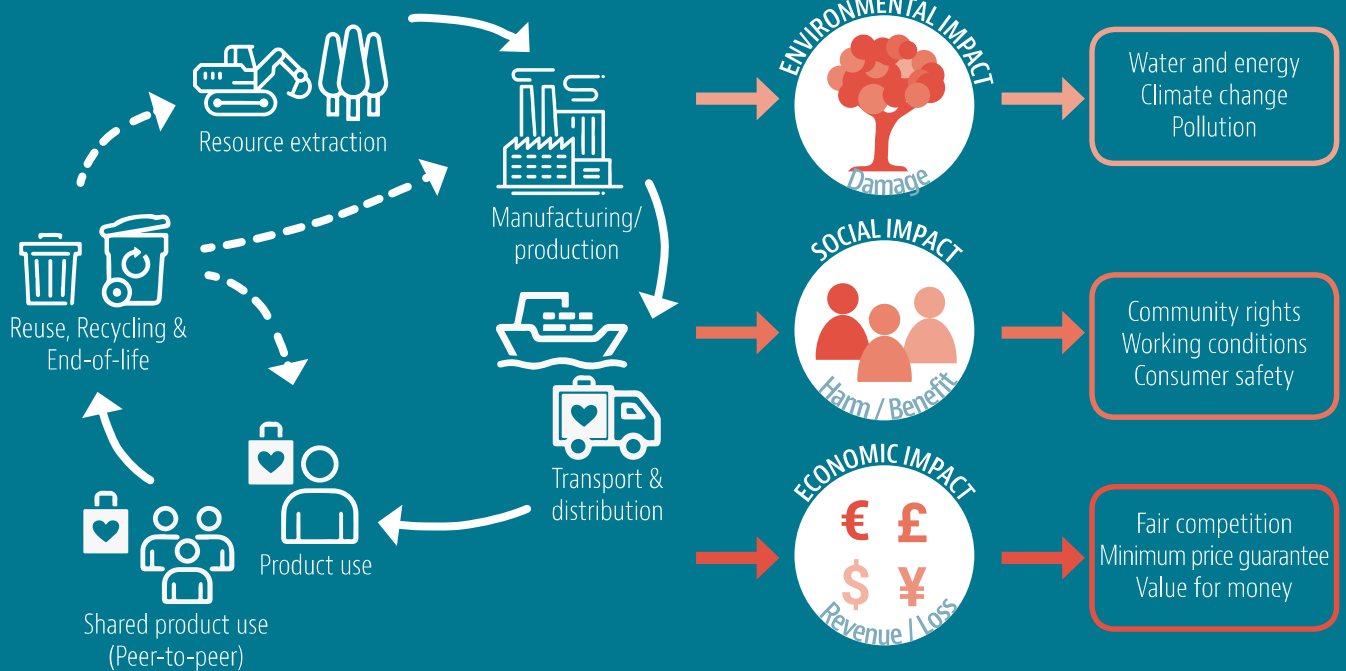 Resource extraction
Manufacturing/
production
Reuse, Recycling &
End-of-life
Transport &
distribution
Product use
Shared product use
(Peer-to-peer)
ENVIRONMENTAL IMPACT
Damage
Water and energy
Climate change
Pollution
SOCIAL IMPACT
Harm / Benefit
Community rights
Working conditions
Consumer safety
ECONOMIC IMPACT
€ £
$ ¥
Revenue / Loss
Fair competition
Minimum price guarantee
Value for money